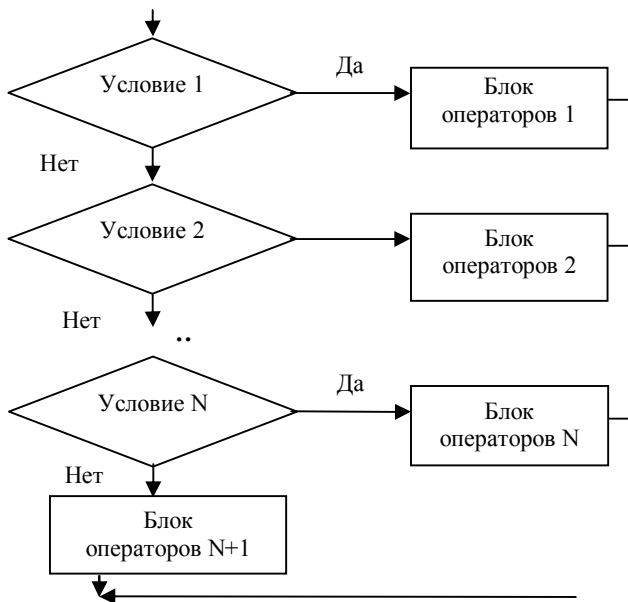 Условие 1
Да
Блок
операторов 1
Нет
Условие 2
Блок
операторов 2
Нет
..
Условие N
Да
Блок
операторов N
Нет
Блок
операторов N+1